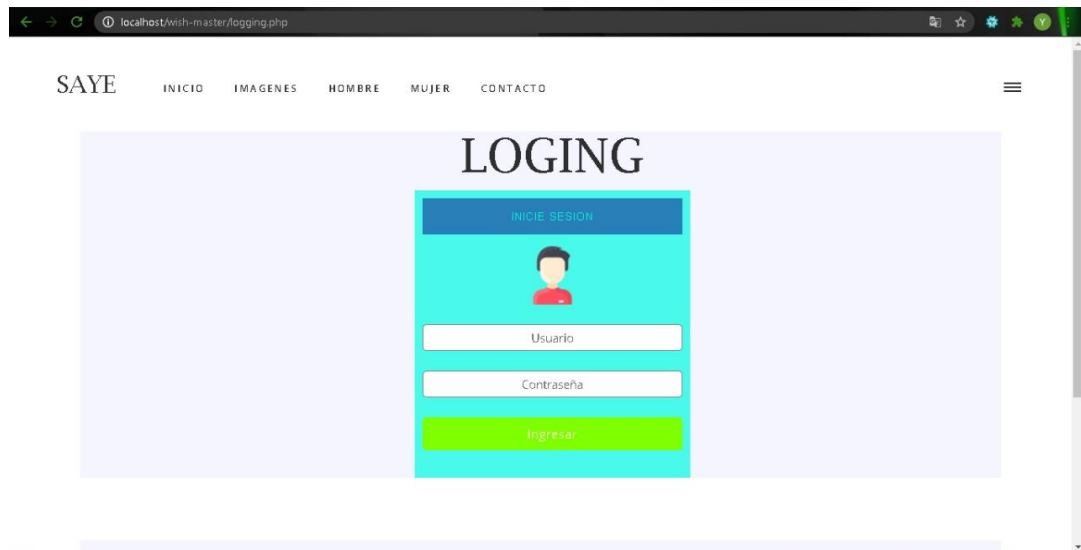 localhost/wish-master/logging.php
Y
SAYE INICIO IMAGENES HOMBRE MUJER CONTACTO
LOGING
INICIE SESION
Usuario
Contraseña
Ingresar